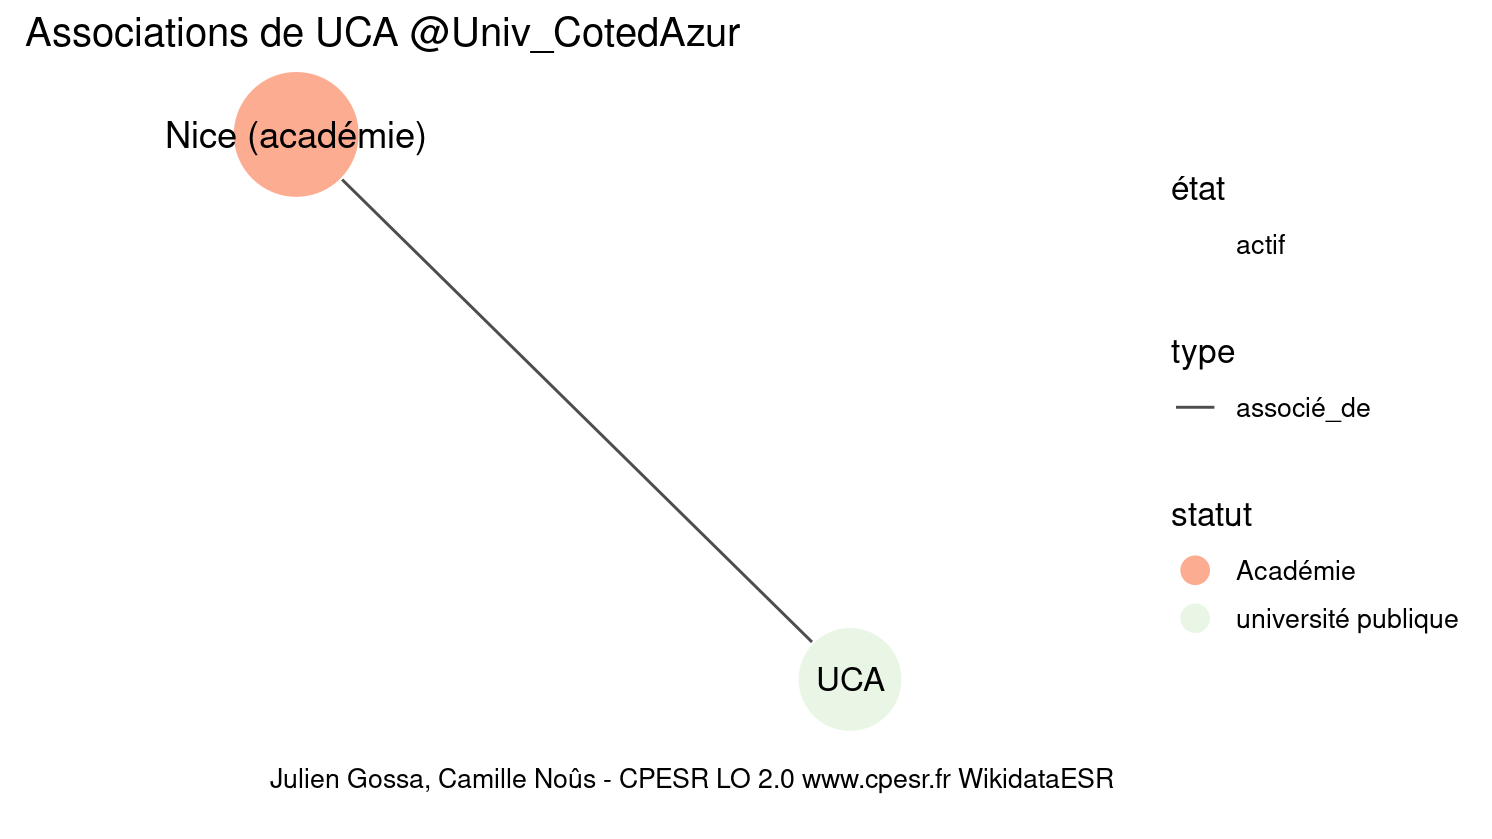 Associations de UCA @Univ_CotedAzur
Nice (académie)
UCA
état
actif
type
associé_de
statut
Académie
université publique
Julien Gossa, Camille Noûs - CPESR LO 2.0 www.cpesr.fr WikidataESR